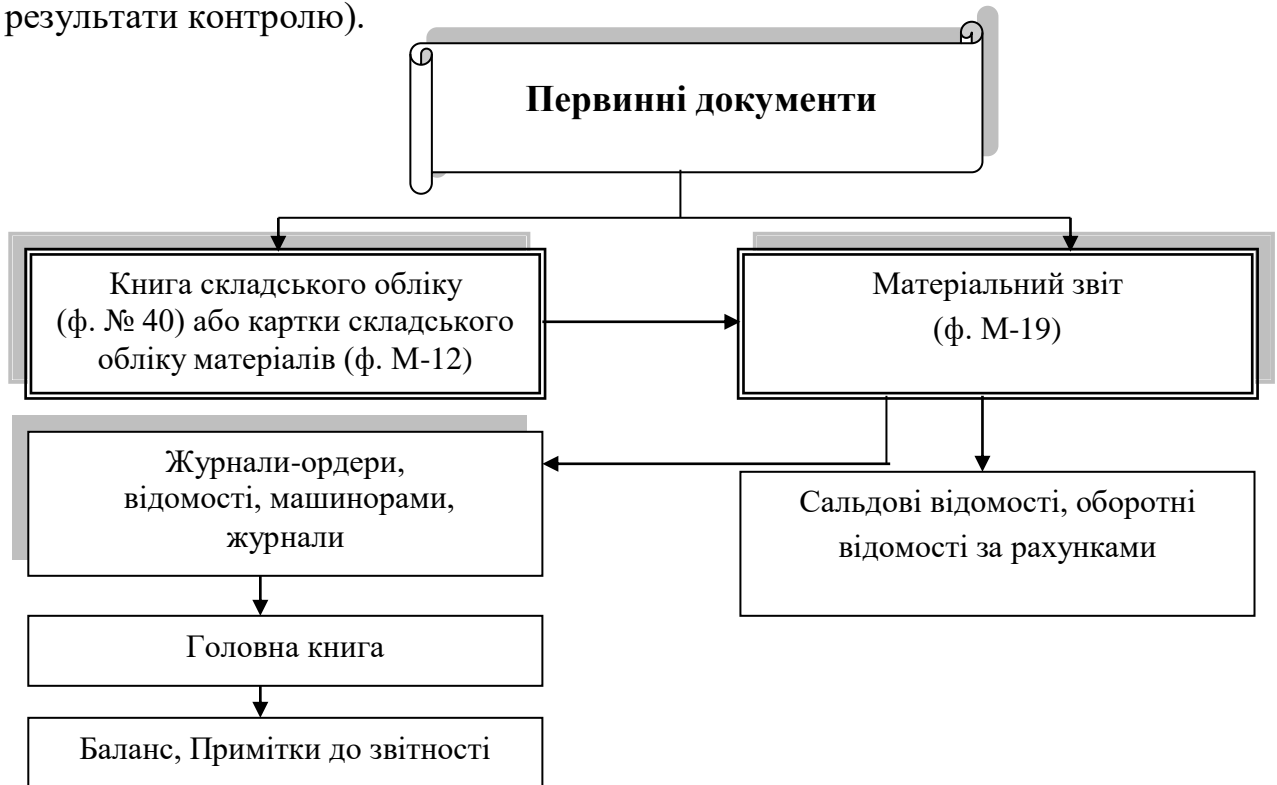 результати контролю).
Первинні документи
Книга складського обліку
(ф. № 40) або картки складського
обліку матеріалів (ф. М-12)
Матеріальний звіт
(ф. М-19)
Журнали-ордери,
відомості, машинорами,
журнали
Сальдові відомості, оборотні
відомості за рахунками
Головна книга
Баланс, Примітки до звітності